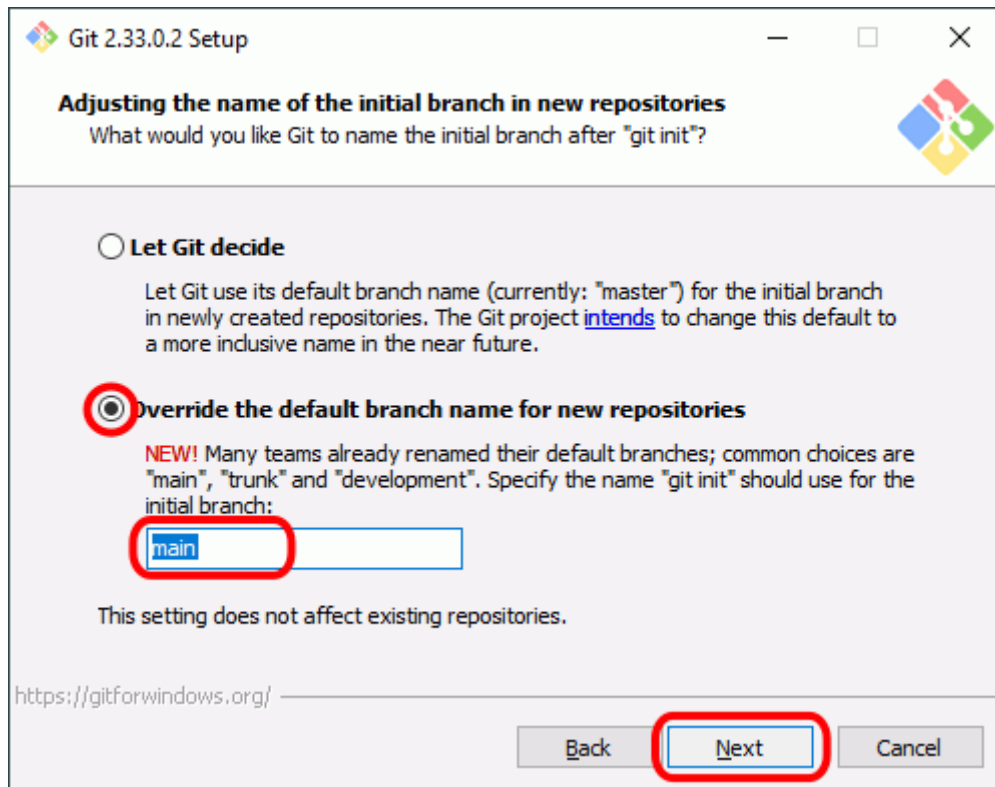 Git 2.33.0.2 Setup
Adjusting the name of the initial branch in new repositories
What would you like Git to name the initial branch after "git init"?
Let Git decide
Let Git use its default branch name (currently: "master") for the initial branch
in newly created repositories. The Git project intends to change this default to
a more inclusive name in the near future.
Override the default branch name for new repositories
NEW! Many teams already renamed their default branches; common choices are
"main", "trunk" and "development". Specify the name "git init" should use for the
initial branch:
main
This setting does not affect existing repositories.
https://gitforwindows.org/
Back Next Cancel